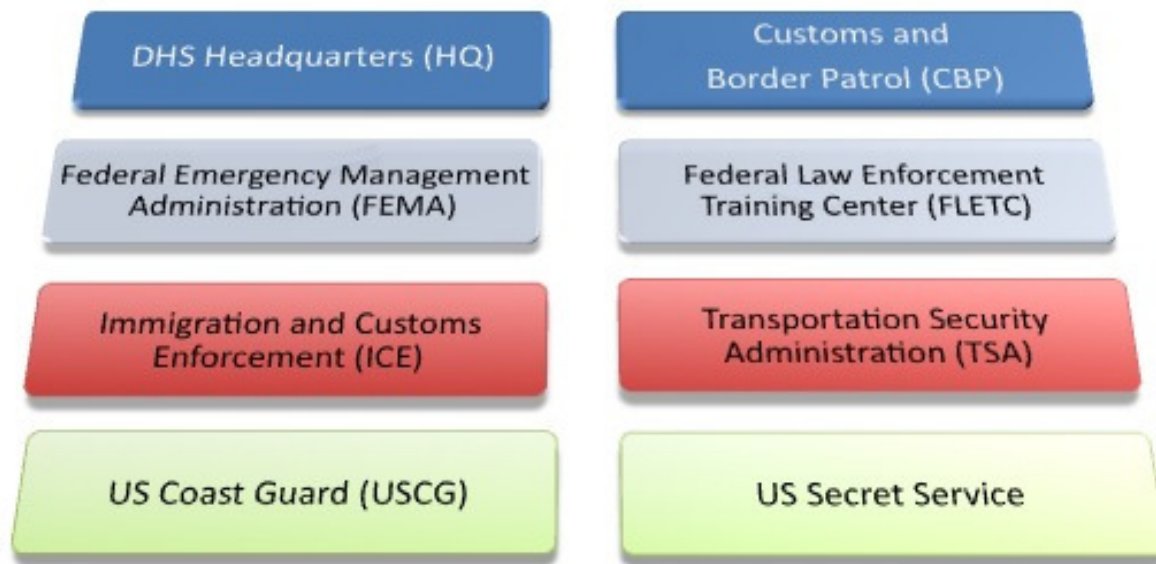 DHS Headquarters (HQ)
Customs and
Border Patrol (CBP)
Federal Emergency Management
Administration (FEMA)
Federal Law Enforcement
Training Center (FLETC)
Immigration and Customs
Enforcement (ICE)
Transportation Security
Administration (TSA)
US Coast Guard (USCG)
US Secret Service